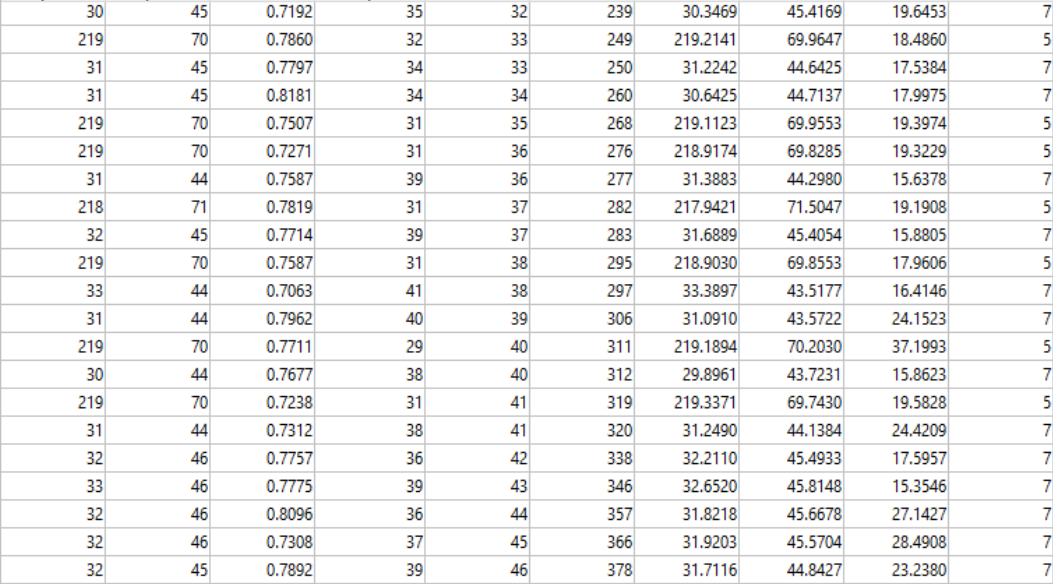 30 45 0.7192 35 32 239 30.3469 45.4169 19.6453 7
219 70 0.7860 32 33 249 219.2141 69.9647 18.4860 5
31 45 0.7797 34 33 250 31.2242 44.6425 17.5384 7
31 45 0.8181 34 34 260 30.6425 44.7137 17.9975 7
219 70 0.7507 31 35 268 219.1123 69.9553 19.3974 5
219 70 0.7271 31 36 276 218.9174 69.8285 19.3229 5
31 44 0.7587 39 36 277 31.3883 44.2980 15.6378 7
218 71 0.7819 31 37 282 217.9421 71.5047 19.1908 5
32 45 0.7714 39 37 283 31.6889 45.4054 15.8805 7
219 70 0.7587 31 38 295 218.9030 69.8553 17.9606 5
33 44 0.7063 41 38 297 33.3897 43.5177 16.4146 7
31 44 0.7962 40 39 306 31.0910 43.5722 24.1523 7
219 70 0.7711 29 40 311 219.1894 70.2030 37.1993 5
30 44 0.7677 38 40 312 29.8961 43.7231 15.8623 7
219 70 0.7238 31 41 319 219.3371 69.7430 19.5828 5
31 44 0.7312 38 41 320 31.2490 44.1384 24.4209 7
32 46 0.7757 36 42 338 32.2110 45.4933 17.5957 7
33 46 0.7775 39 43 346 32.6520 45.8148 15.3546 7
32 46 0.8096 36 44 357 31.8218 45.6678 27.1427 7
32 46 0.7308 37 45 366 31.9203 45.5704 28.4908 7
32 45 0.7892 39 46 378 31.7116 44.8427 23.2380 7